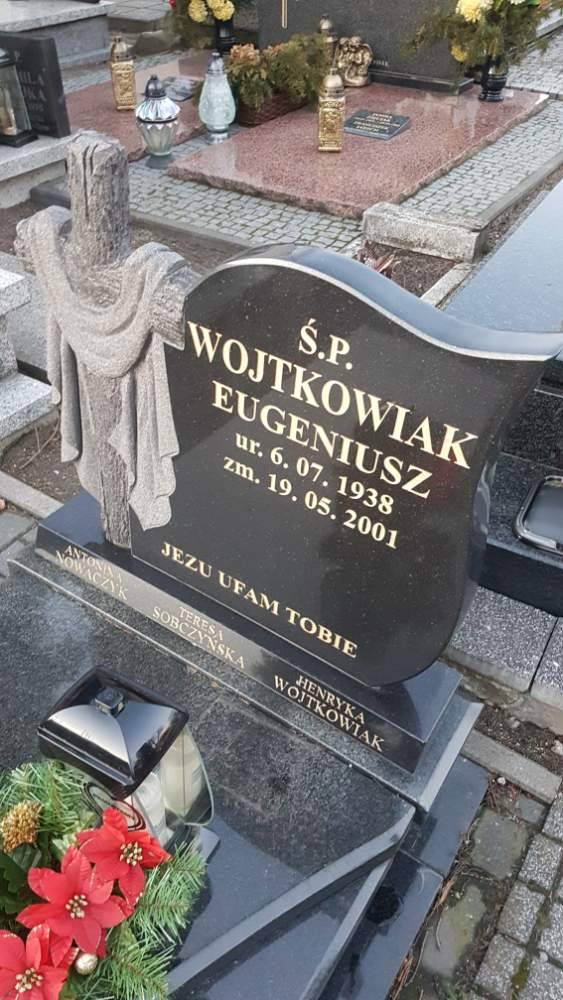 Ś.P.
WOJTKOWIAK
EUGENIUSZ
ur. 6. 07. 1938
zm. 19. 05. 2001
JEZU UFAM TOBIE
ANTONINA
NOWACZYK
TERESA
SOBCZYŃSKA
HENRYKA
WOJTKOWIAK